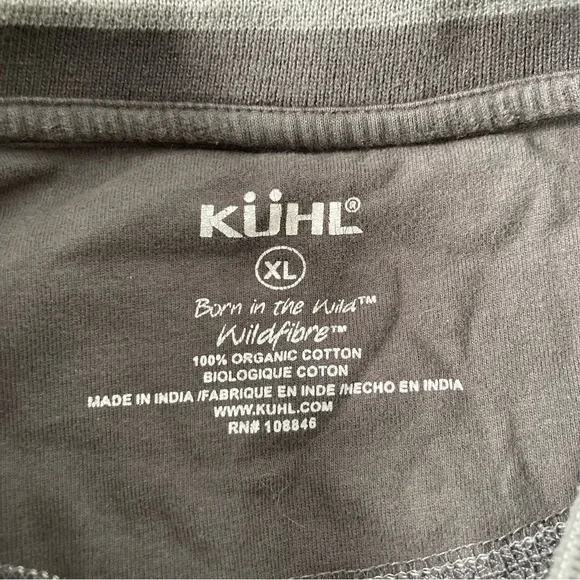 KÜHL®
XL
Born in the Wild™
Wildfibre™
100% ORGANIC COTTON
BIOLOGIQUE COTON
MADE IN INDIA /FABRIQUE EN INDE /HECHO EN INDIA
WWW.KUHL.COM
RN# 108846